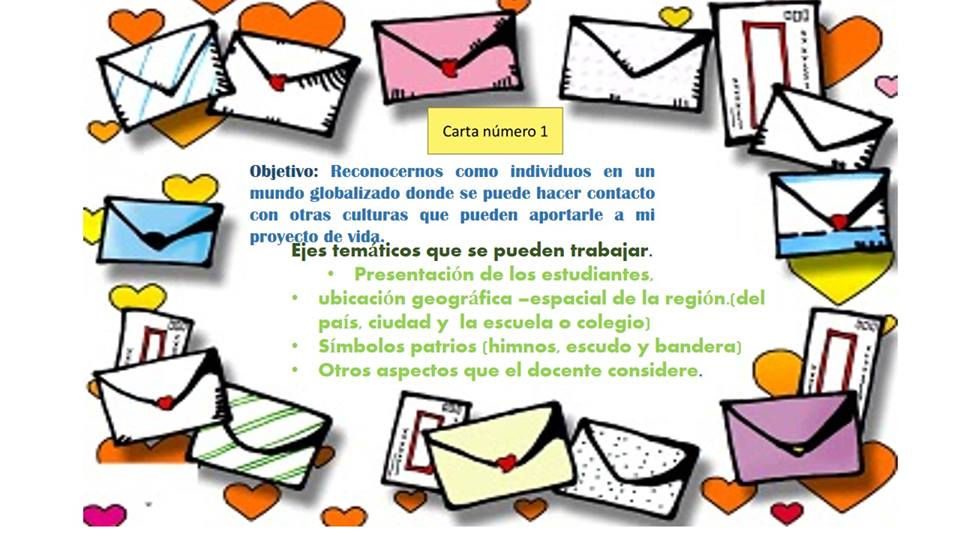 Carta número 1
Objetivo: Reconocernos como individuos en un
mundo globalizado donde se puede hacer contacto
con otras culturas que pueden aportarle a mi
proyecto de vida.
Ejes temáticos que se pueden trabajar.
• Presentación de los estudiantes,
• ubicación geográfica –espacial de la región.(del
país, ciudad y la escuela o colegio)
• Símbolos patrios (himnos, escudo y bandera)
• Otros aspectos que el docente considere.